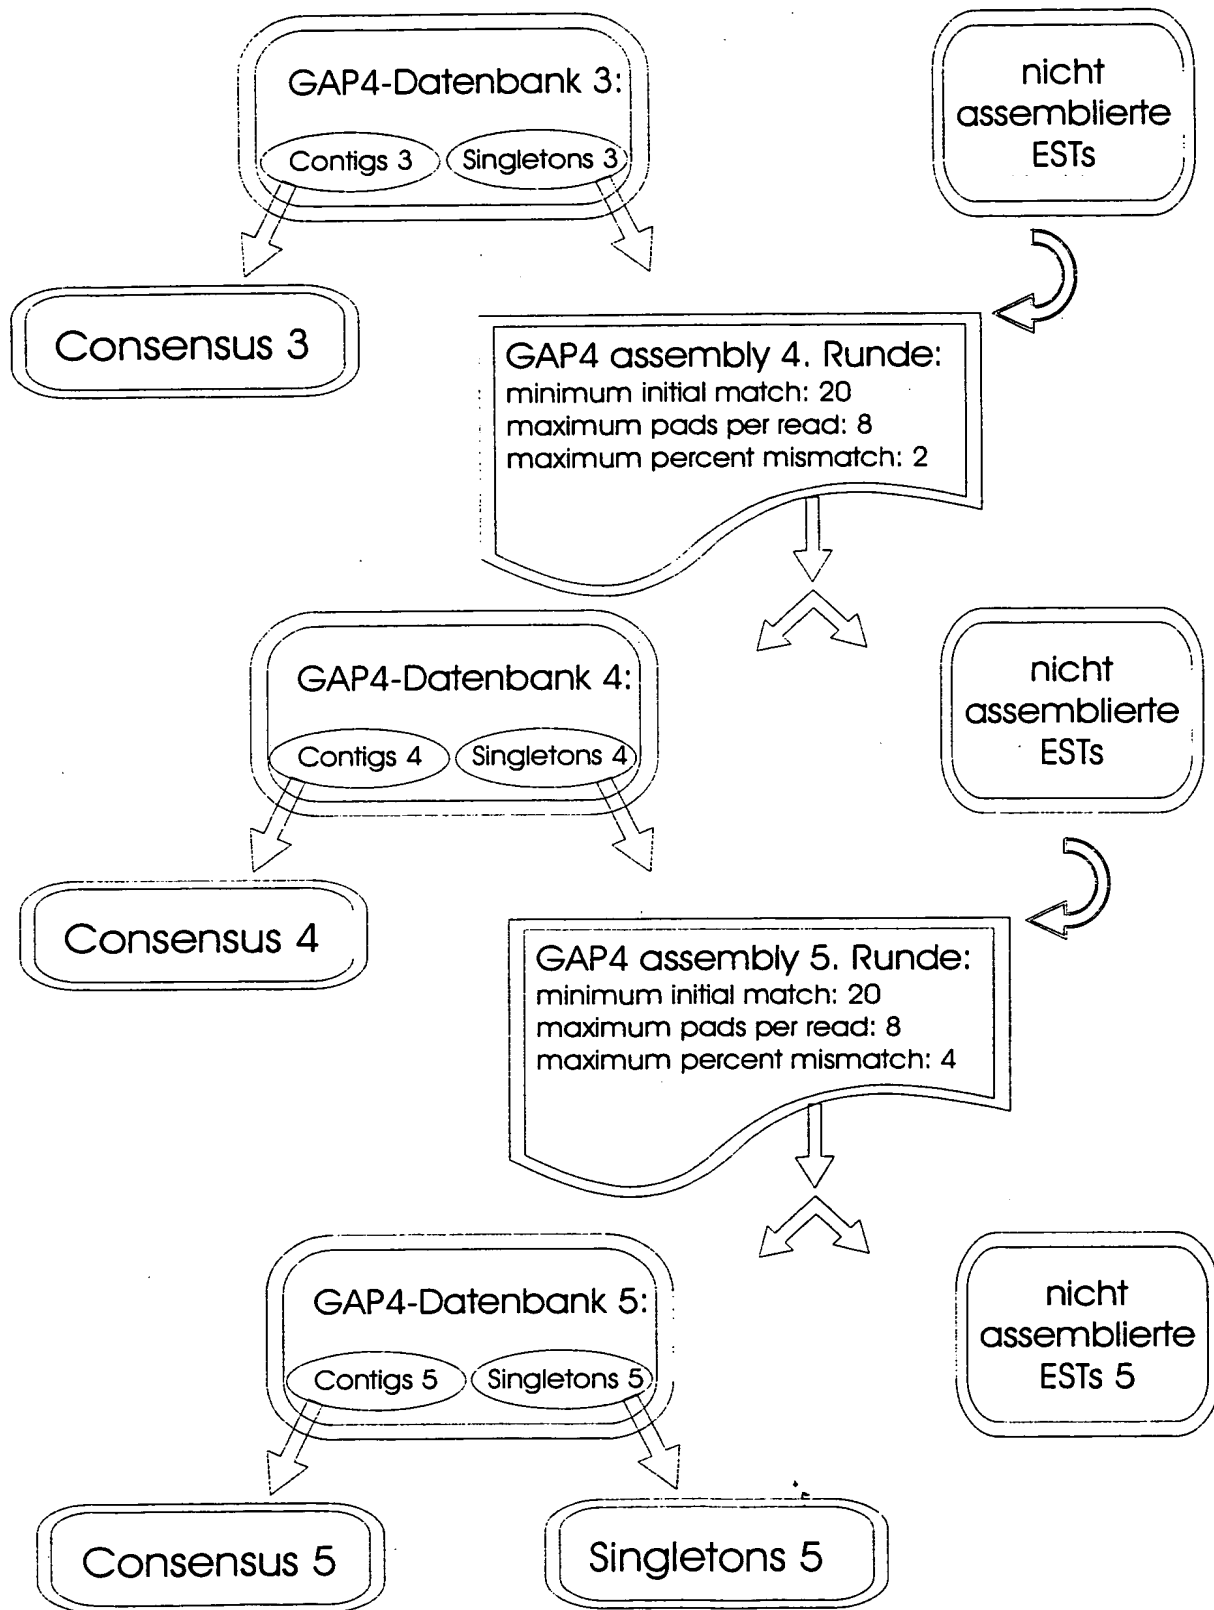 GAP4-Datenbank 3:
Contigs 3
Singletons 3
nicht
assemblierte
ESTs
Consensus 3
GAP4 assembly 4. Runde:
minimum initial match: 20
maximum pads per read: 8
maximum percent mismatch: 2
GAP4-Datenbank 4:
Contigs 4
Singletons 4
nicht
assemblierte
ESTs
Consensus 4
GAP4 assembly 5. Runde:
minimum initial match: 20
maximum pads per read: 8
maximum percent mismatch: 4
GAP4-Datenbank 5:
Contigs 5
Singletons 5
nicht
assemblierte
ESTs 5
Consensus 5
Singletons 5